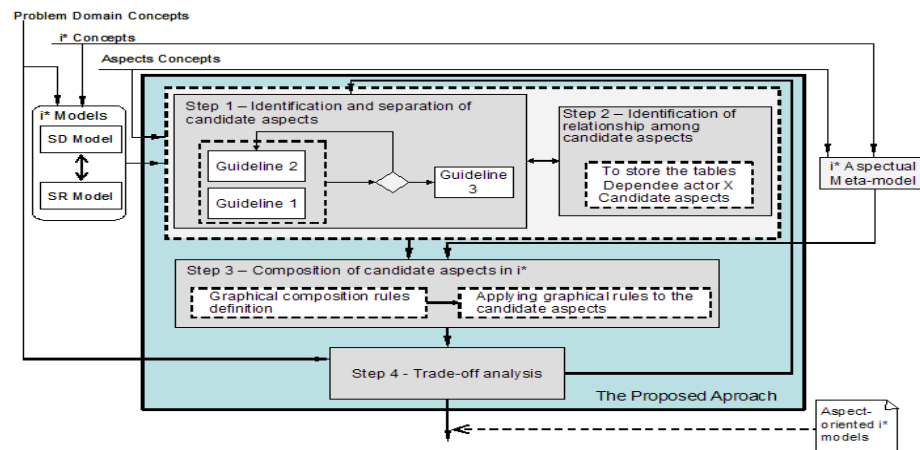 Problem Domain Concepts
i* Concepts
Aspects Concepts
i* Models
SD Model
SR Model
Step 1 – Identification and separation of
candidate aspects
Guideline 2
Guideline 1
Guideline
3
Step 2 – Identification of
relationship among
candidate aspects
To store the tables
Dependee actor X
Candidate aspects
i* Aspectual
Meta-model
Step 3 – Composition of candidate aspects in i*
Graphical composition rules
definition
Applying graphical rules to the
candidate aspects
Step 4 - Trade-off analysis
The Proposed Aproach
Aspect-
oriented i*
models